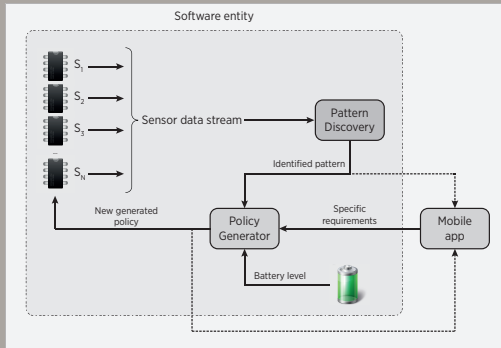 Software entity
S1
S2
S3
...
SN
Sensor data stream
Pattern
Discovery
Identified pattern
New generated
policy
Policy
Generator
Specific
requirements
Mobile
app
Battery level